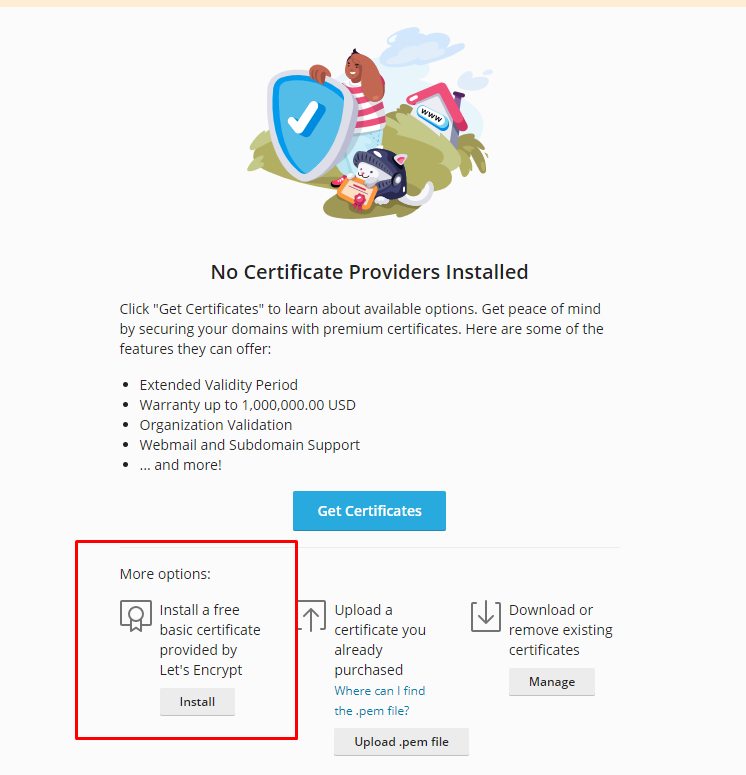 www
No Certificate Providers Installed
Click "Get Certificates" to learn about available options. Get peace of mind
by securing your domains with premium certificates. Here are some of the
features they can offer:
• Extended Validity Period
• Warranty up to 1,000,000.00 USD
• Organization Validation
• Webmail and Subdomain Support
• ... and more!
Get Certificates
More options:
Install a free
basic certificate
provided by
Let's Encrypt
Install
Upload a
certificate you
already
purchased
Where can I find
the .pem file?
Upload .pem file
Download or
remove existing
certificates
Manage